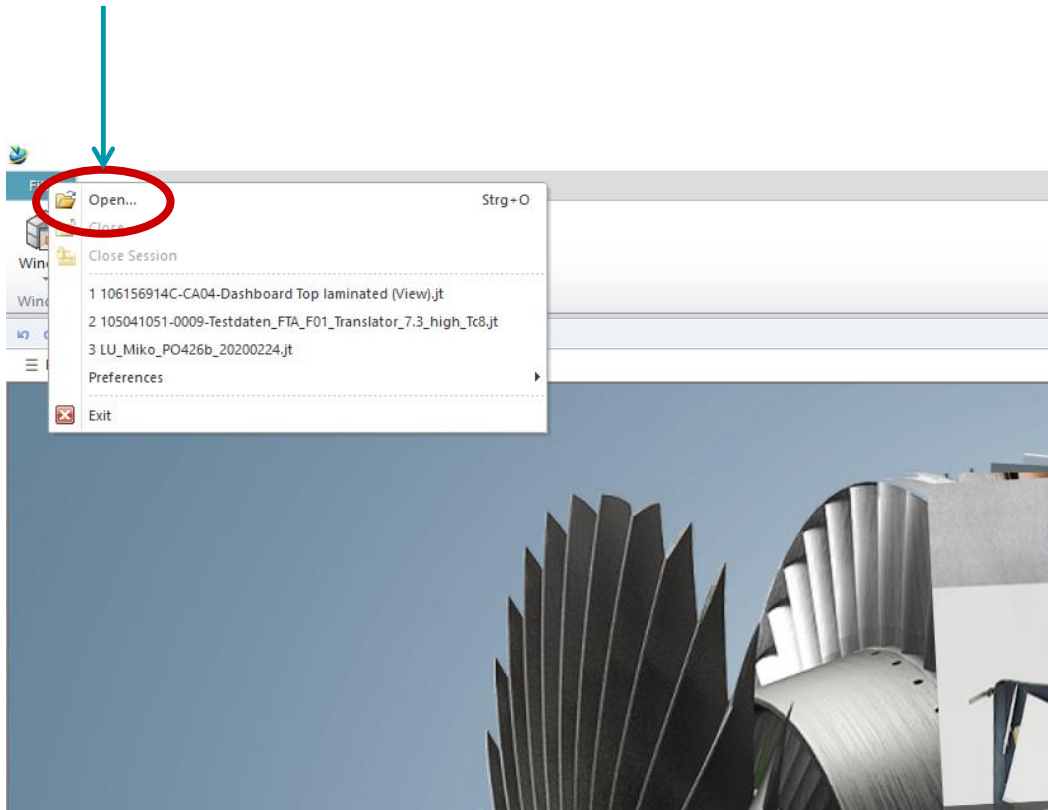 Open...
Strg+O
Close
Close Session
1 106156914C-CA04-Dashboard Top laminated (View).jt
2 105041051-0009-Testdaten_FTA_F01_Translator_7.3_high_Tc8.jt
3 LU_Miko_PO426b_20200224.jt
Preferences
Exit